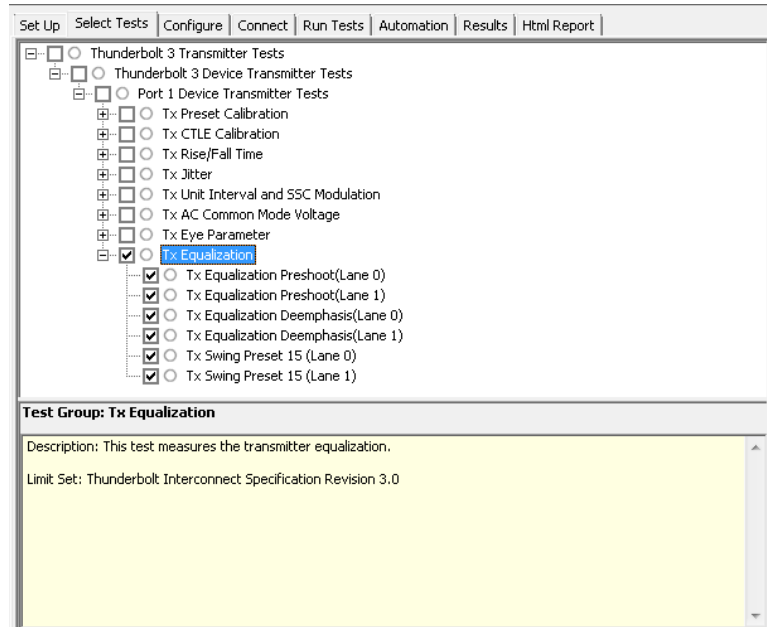 Set Up Select Tests Configure Connect Run Tests Automation Results Html Report
Thunderbolt 3 Transmitter Tests
Thunderbolt 3 Device Transmitter Tests
Port 1 Device Transmitter Tests
Tx Preset Calibration
Tx CTLE Calibration
Tx Rise/Fall Time
Tx Jitter
Tx Unit Interval and SSC Modulation
Tx AC Common Mode Voltage
Tx Eye Parameter
Tx Equalization
Tx Equalization Preshoot(Lane 0)
Tx Equalization Preshoot(Lane 1)
Tx Equalization Deemphasis(Lane 0)
Tx Equalization Deemphasis(Lane 1)
Tx Swing Preset 15 (Lane 0)
Tx Swing Preset 15 (Lane 1)
Test Group: Tx Equalization
Description: This test measures the transmitter equalization.
Limit Set: Thunderbolt Interconnect Specification Revision 3.0